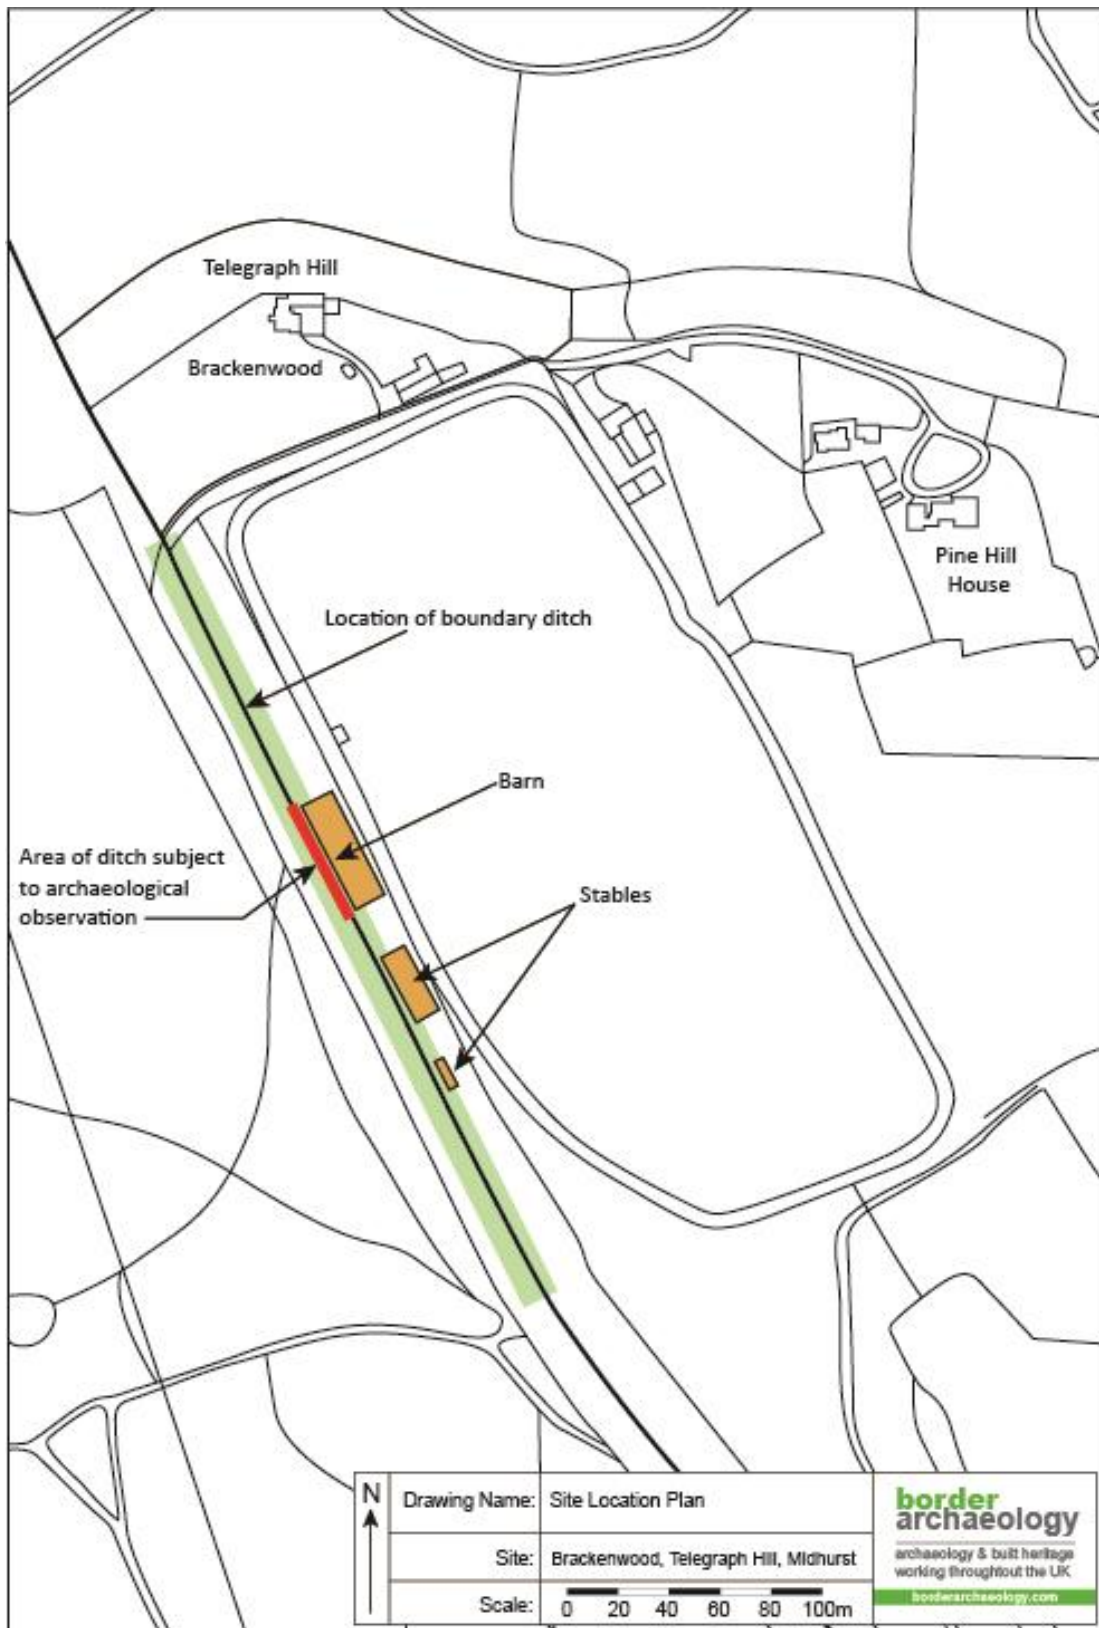 Telegraph Hill
Brackenwood
Pine Hill
House
Location of boundary ditch
Barn
Area of ditch subject
to archaeological
observation
Stables
N
Drawing Name: Site Location Plan
Site: Brackenwood, Telegraph Hill, Midhurst
Scale: 0 20 40 60 80 100m
border
archaeology
archaeology & built heritage
working throughtout the UK
borderarchaeology.com